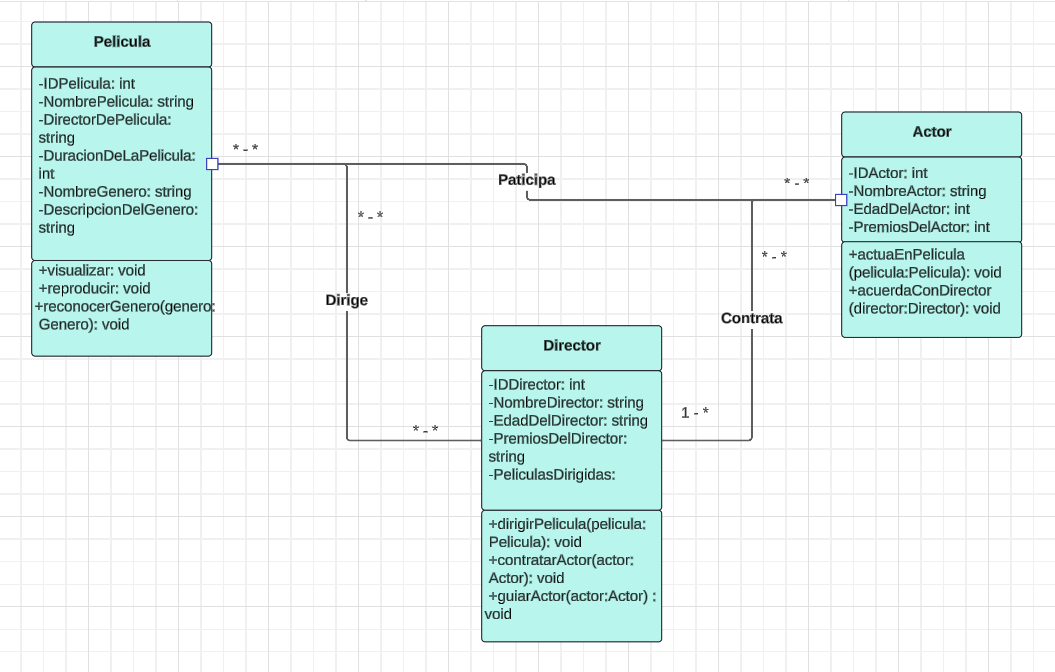 Pelicula
-IDPelicula: int
-NombrePelicula: string
-DirectorDePelicula:
string
-DuracionDeLaPelicula:
int
-NombreGenero: string
-DescripcionDelGenero:
string
+visualizar: void
+reproducir: void
+reconocerGenero(genero:
Genero): void
* - *
Paticipa
* - *
* - *
Dirige
* - *
* - *
Contrata
1 - *
Actor
-IDActor: int
-NombreActor: string
-EdadDelActor: int
-PremiosDelActor: int
+actuaEnPelicula
(pelicula:Pelicula): void
+acuerdaConDirector
(director:Director): void
Director
-IDDirector: int
-NombreDirector: string
-EdadDelDirector: string
-PremiosDelDirector:
string
-PeliculasDirigidas:
+dirigirPelicula(pelicula:
Pelicula): void
+contratarActor(actor:
Actor): void
+guiarActor(actor:Actor) :
void